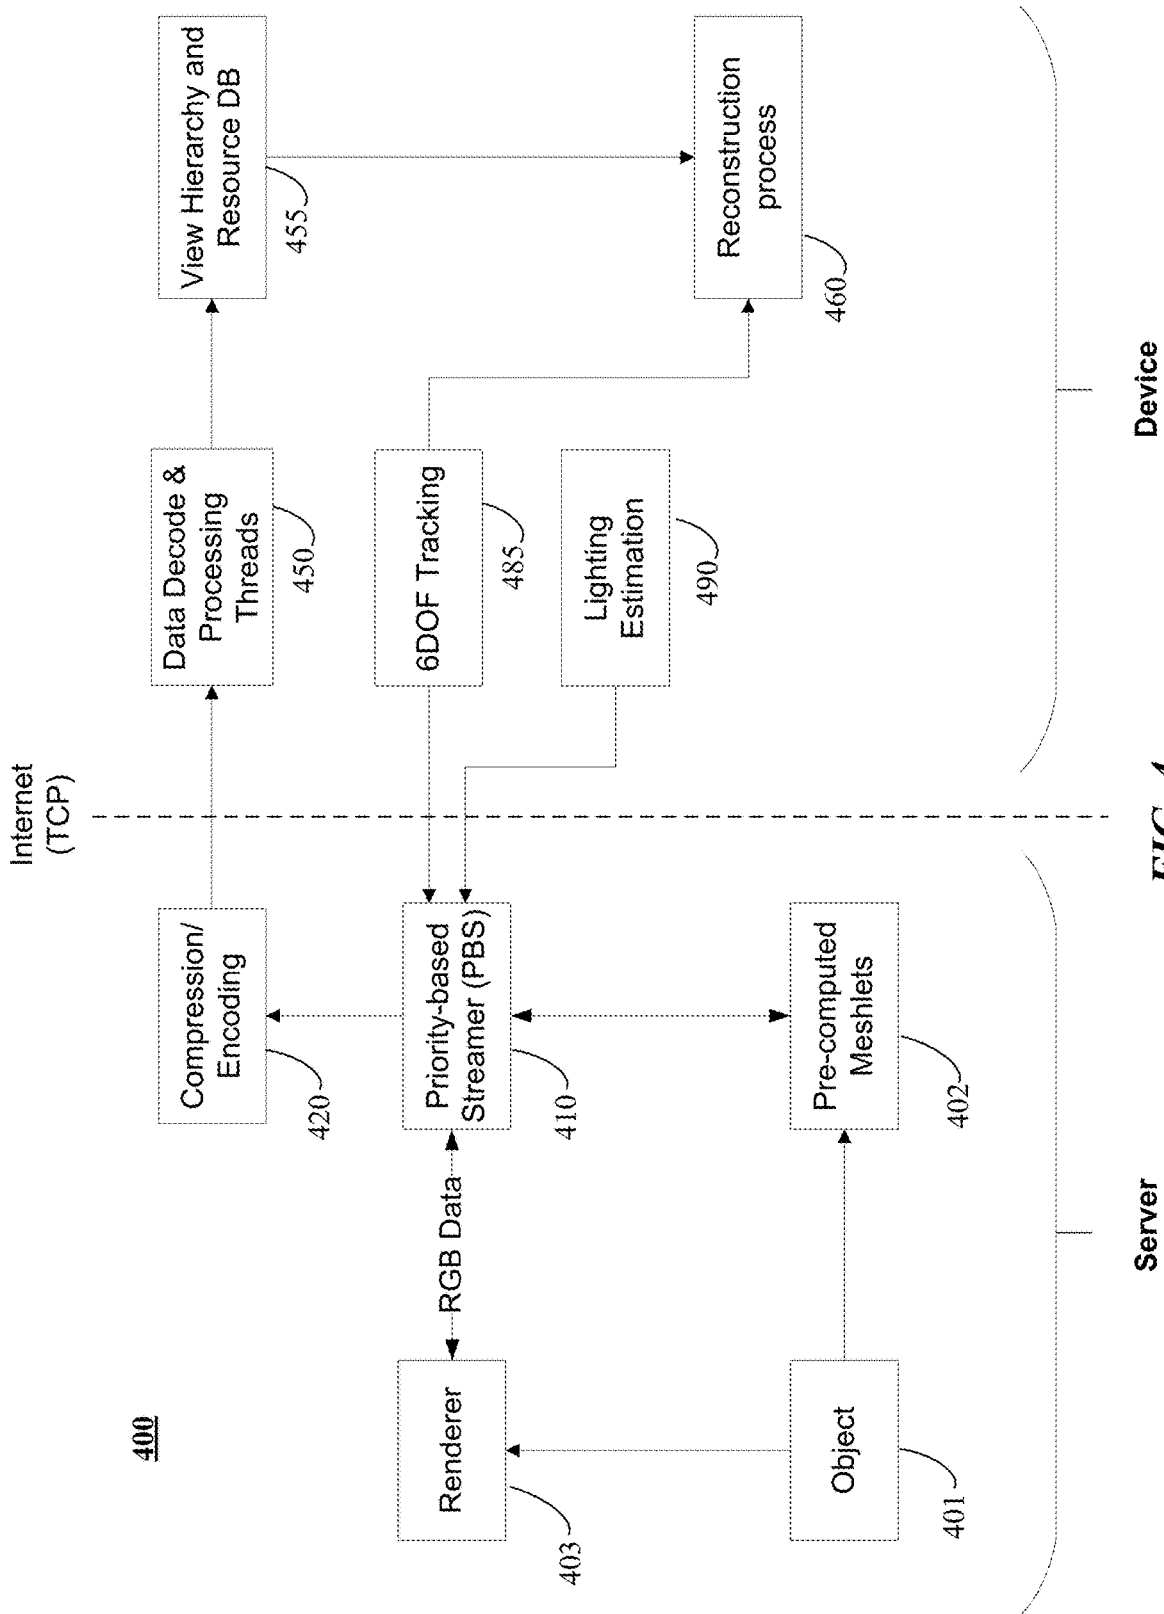 400
Internet
(TCP)
Compression/
Encoding
420
Data Decode &
Processing
Threads
450
View Hierarchy and
Resource DB
455
Renderer
403
RGB Data
Priority-based
Streamer (PBS)
410
6DOF Tracking
485
Lighting
Estimation
490
Reconstruction
process
460
Object
401
Pre-computed
Meshlets
402
Server
Device
FIG. 4